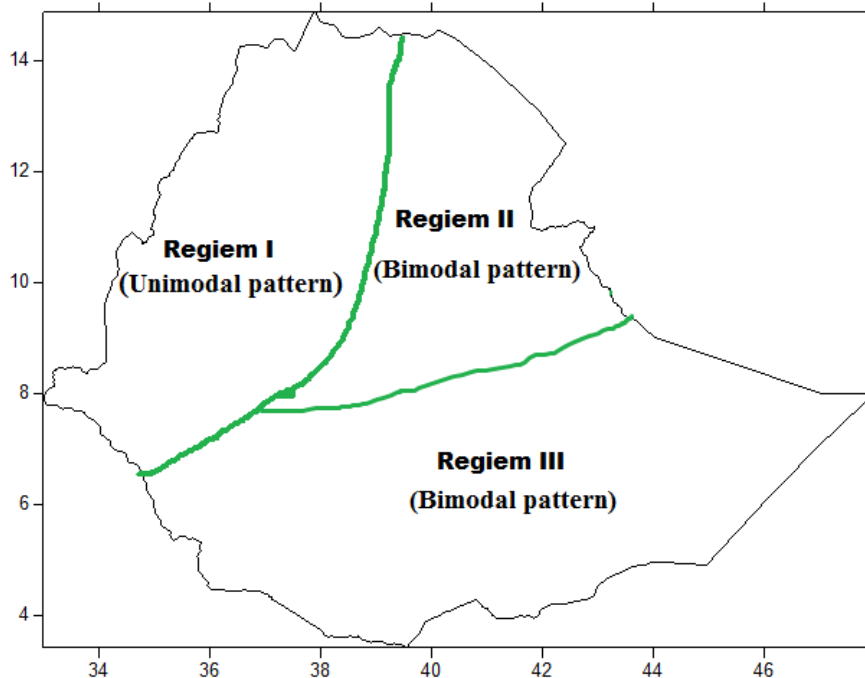 14
12
10
8
6
4
Regiem I
(Unimodal pattern)
Regiem II
(Bimodal pattern)
Regiem III
(Bimodal pattern)
34 36 38 40 42 44 46